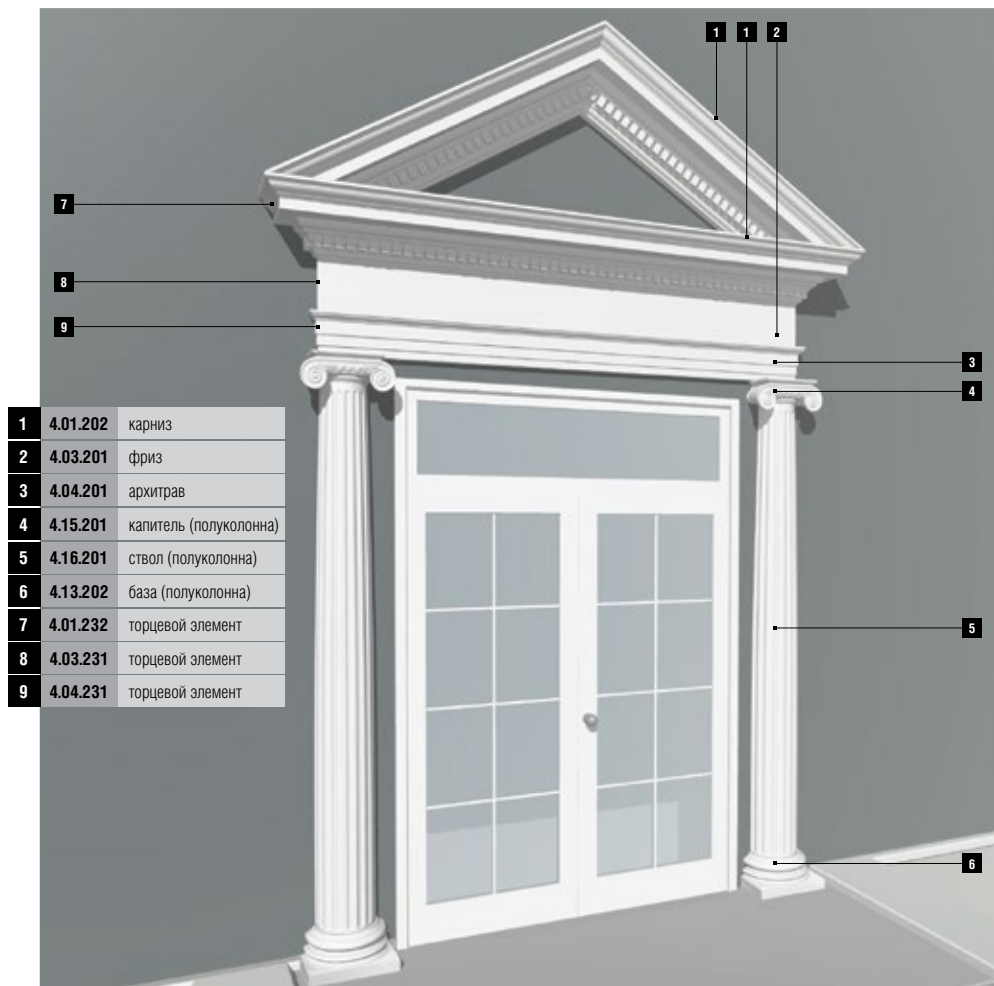 1 1 2
7
8
9
3
4
1 4.01.202 карниз
2 4.03.201 фриз
3 4.04.201 архитрав
4 4.15.201 капитель (полуколонна)
5 4.16.201 ствол (полуколонна)
6 4.13.202 база (полуколонна)
7 4.01.232 торцевой элемент
8 4.03.231 торцевой элемент
9 4.04.231 торцевой элемент
5
6